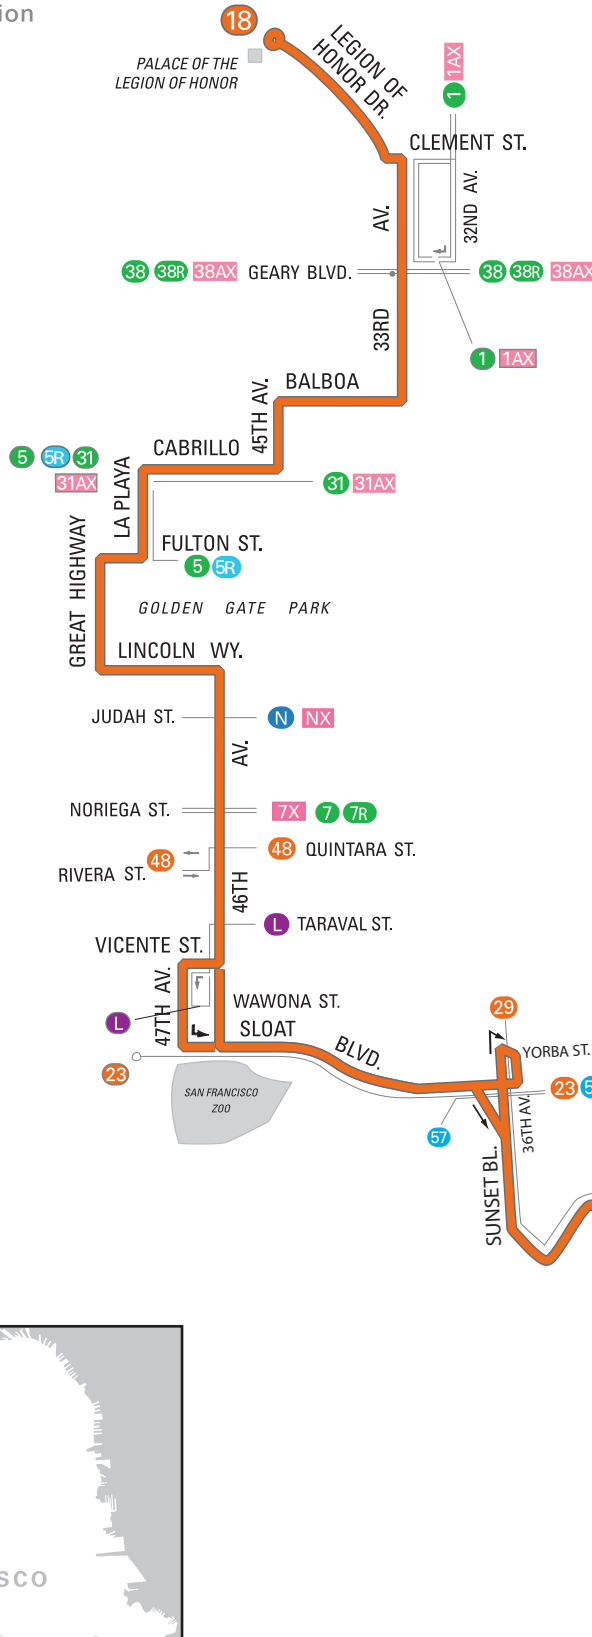 ion
18
PALACE OF THE
LEGION OF HONOR
LEGION OF
HONOR DR.
1 1AX
CLEMENT ST.
32ND AV.
AV.
38 38R 38AX GEARY BLVD.
38 38R 38AX
33RD
1 1AX
BALBOA
45TH AV.
CABRILLO
5 5R 31
31AX
LA PLAYA
31 31AX
FULTON ST.
5 5R
GREAT HIGHWAY
GOLDEN GATE PARK
LINCOLN WY.
JUDAH ST.
N NX
AV.
NORIEGA ST.
7X 7 7R
48 QUINTARA ST.
RIVERA ST. 48
46TH
L TARAVAL ST.
VICENTE ST.
47TH AV.
WAWONA ST.
L
SLOAT
BLVD.
29
YORBA ST.
23
SAN FRANCISCO
ZOO
23 5
36TH AV.
57
SUNSET BL.
sco